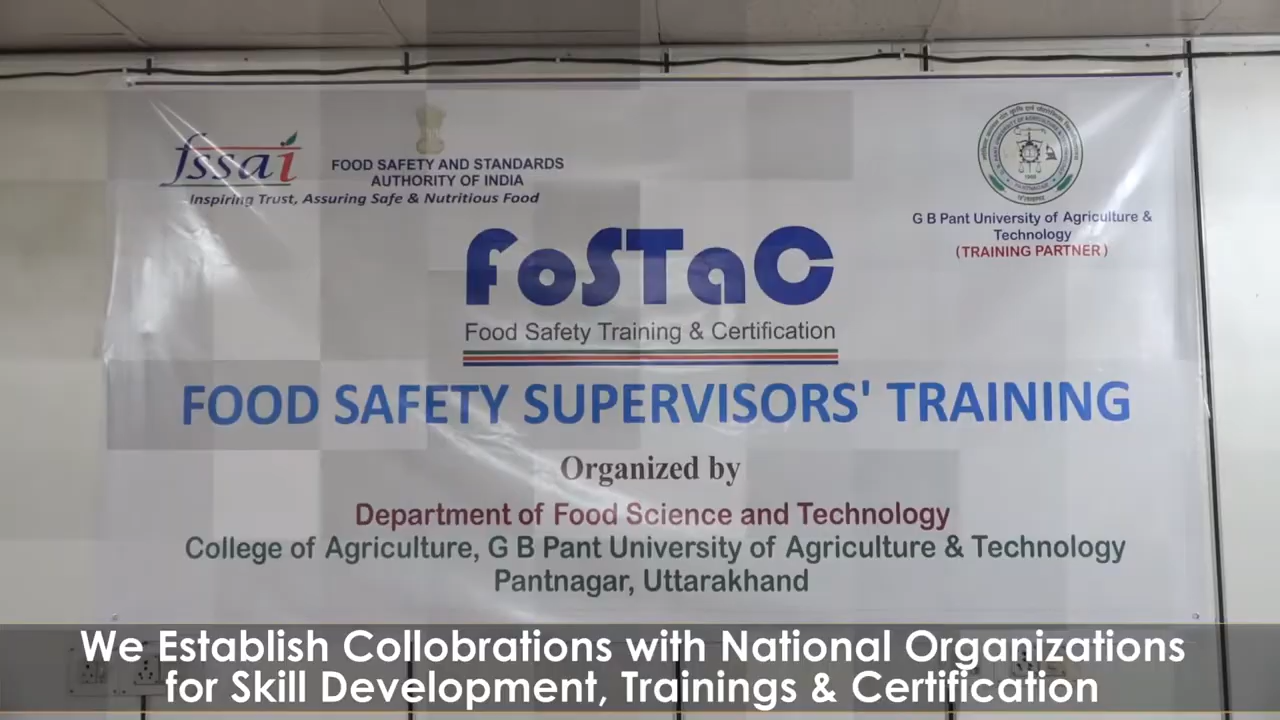 fssai
FOOD SAFETY AND STANDARDS
AUTHORITY OF INDIA
Inspiring Trust, Assuring Safe & Nutritious Food
G B Pant University of Agriculture &
Technology
(TRAINING PARTNER)
FoSTaC
Food Safety Training & Certification
FOOD SAFETY SUPERVISORS' TRAINING
Organized by
Department of Food Science and Technology
College of Agriculture, G B Pant University of Agriculture & Technology
Pantnagar, Uttarakhand
We Establish Collobrations with National Organizations
for Skill Development, Trainings & Certification